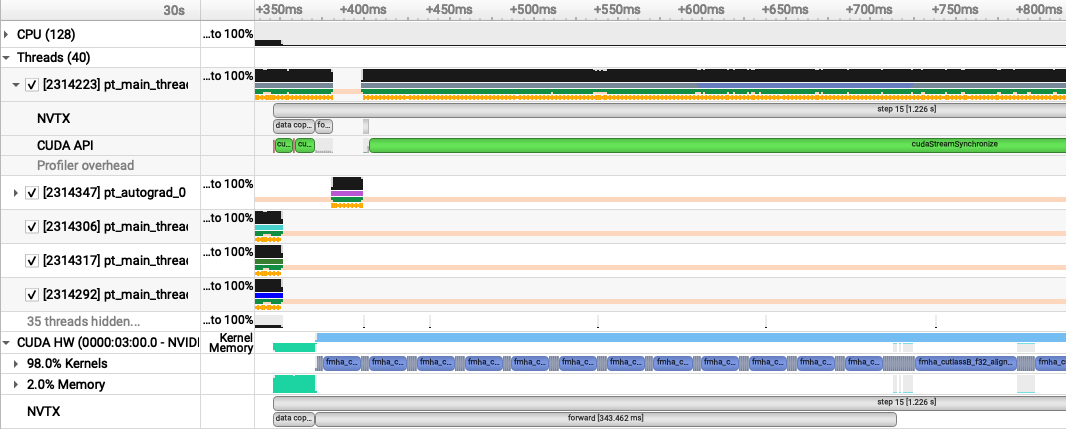 30s +350ms +400ms +450ms +500ms +550ms +600ms +650ms +700ms +750ms +800ms
CPU (128) ...to 100%
Threads (40)
[2314223] pt_main_threa ...to 100%
NVTX step 15 [1.226 s]
data cop... fo...
CUDA API cu... cu... cudaStreamSynchronize
Profiler overhead
[2314347] pt_autograd_0 ...to 100%
[2314306] pt_main_threa ...to 100%
[2314317] pt_main_threa ...to 100%
[2314292] pt_main_threa ...to 100%
35 threads hidden... ...to 100%
CUDA HW (0000:03:00.0 - NVIDI Kernel
Memory
98.0% Kernels fmha_c... fmha_c... fmha_c... fmha_c... fmha_c... fmha_c... fmha_c... fmha_c... fmha_c... fmha_c... fmha_c... fmha_c... fmha_cutlassB_f32_align... fmha_c...
2.0% Memory
NVTX step 15 [1.226 s]
data cop... forward [343.462 ms]